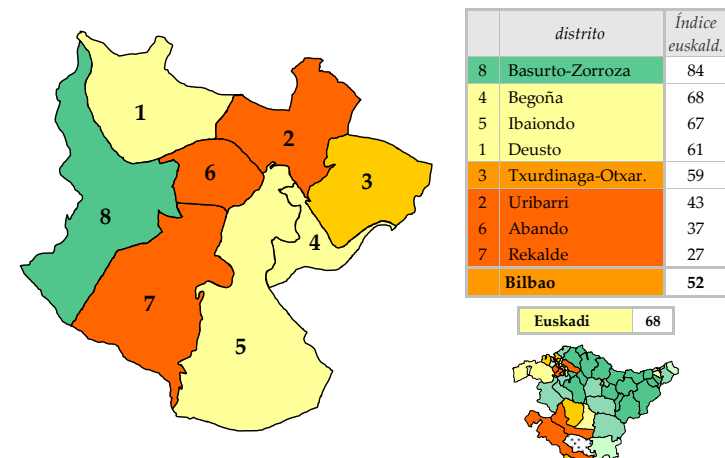 distrito Índice euskald.
8 Basurto-Zorroza 84
4 Begoña 68
5 Ibaiondo 67
1 Deusto 61
3 Txurdinaga-Otxar. 59
2 Uribarri 43
6 Abando 37
7 Rekalde 27
Bilbao 52
Euskadi 68
1
2
6
3
8
4
7
5